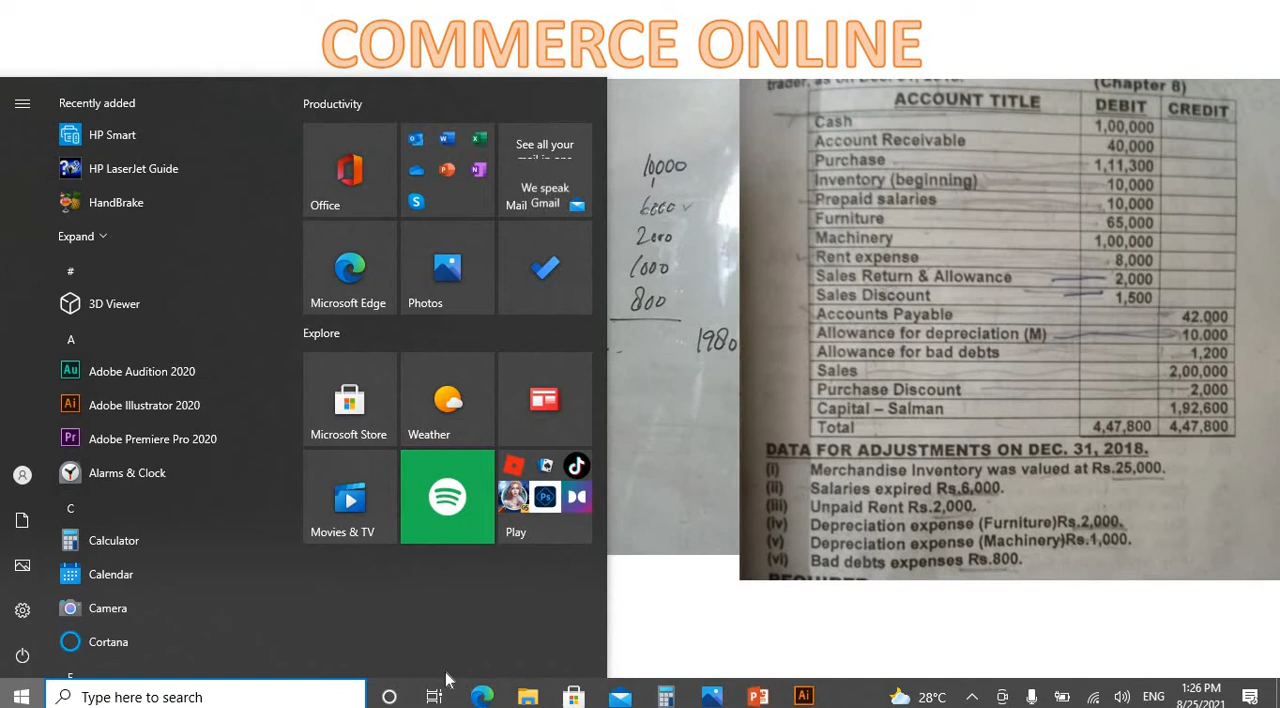 COMMERCE ONLINE
Recently added
HP Smart
HP LaserJet Guide
HandBrake
Expand
#
3D Viewer
A
Adobe Audition 2020
Adobe Illustrator 2020
Adobe Premiere Pro 2020
Alarms & Clock
C
Calculator
Calendar
Camera
Cortana
Productivity
Office
See all your
We speak
Mail Gmail
Microsoft Edge
Photos
Explore
Microsoft Store
Weather
Movies & TV
Play
10000
6000
2000
1000
800
1980
(Chapter 8)
ACCOUNT TITLE DEBIT CREDIT
Cash 1,00,000
Account Receivable 40,000
Purchase 1,11,300
Inventory (beginning) 10,000
Prepaid salaries 10,000
Furniture 65,000
Machinery 1,00,000
Rent expense 8,000
Sales Return & Allowance 2,000
Sales Discount 1,500
Accounts Payable 42.000
Allowance for depreciation (M) 10.000
Allowance for bad debts 1,200
Sales 2,00,000
Purchase Discount 2,000
Capital – Salman 1,92,600
Total 4,47,800 4,47,800
DATA FOR ADJUSTMENTS ON DEC. 31, 2018.
(i) Merchandise Inventory was valued at Rs.25,000.
(ii) Salaries expired Rs.6,000.
(iii) Unpaid Rent Rs.2,000.
(iv) Depreciation expense (Furniture)Rs.2,000.
(v) Depreciation expense (Machinery)Rs.1,000.
(vi) Bad debts expenses Rs.800.
Type here to search
28°C
ENG
1:26 PM
8/25/2021